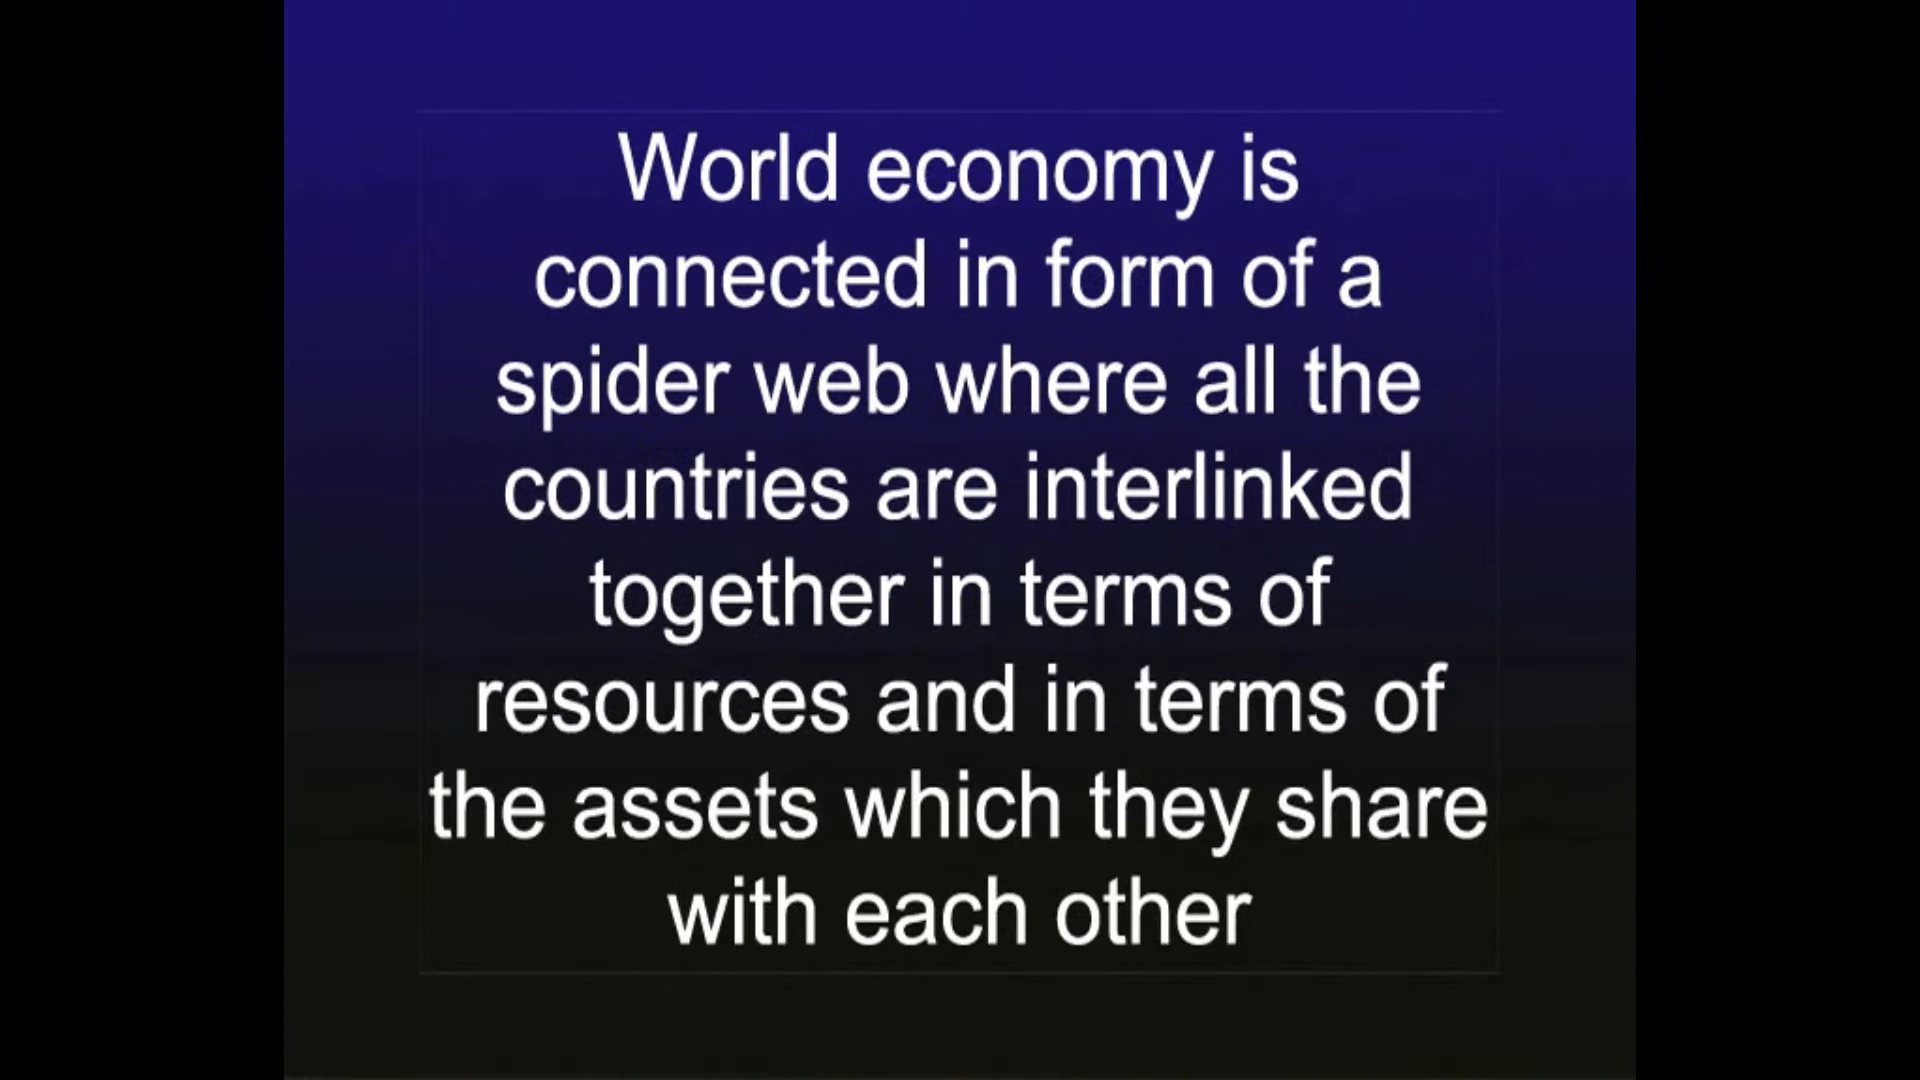 World economy is
connected in form of a
spider web where all the
countries are interlinked
together in terms of
resources and in terms of
the assets which they share
with each other